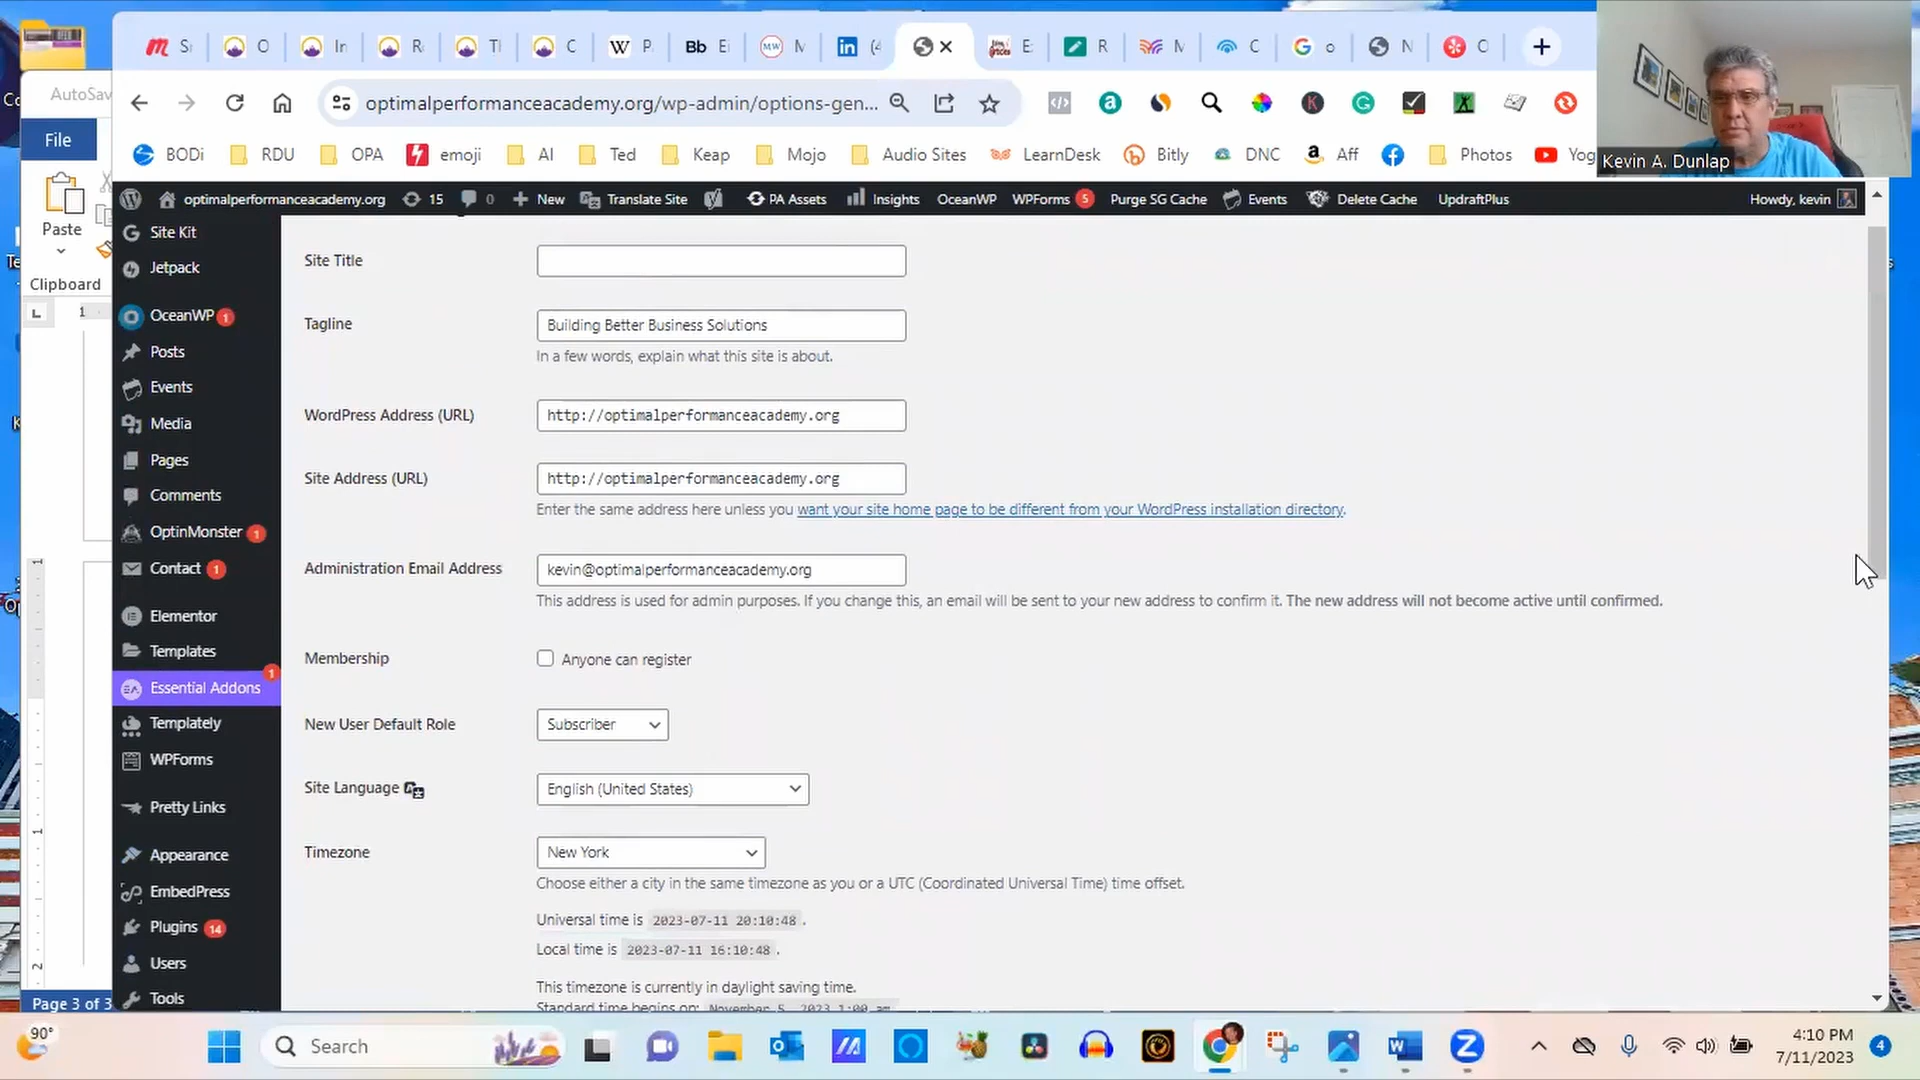 AutoSav
File
Paste
Clipboard
Page 3 of 3
optimalperformanceacademy.org/wp-admin/options-gen...
BODi
RDU
OPA
emoji
AI
Ted
Keap
Mojo
Audio Sites
LearnDesk
Bitly
DNC
Aff
Photos
Yog
Kevin A. Dunlap
optimalperformanceacademy.org
15
0
New
Translate Site
PA Assets
Insights
OceanWP
WPForms 5
Purge SG Cache
Events
Delete Cache
UpdraftPlus
Howdy, kevin
Site Kit
Jetpack
OceanWP 1
Posts
Events
Media
Pages
Comments
OptinMonster 1
Contact 1
Elementor
Templates
Essential Addons 1
Templately
WPForms
Pretty Links
Appearance
EmbedPress
Plugins 14
Users
Tools
Site Title
Tagline
Building Better Business Solutions
In a few words, explain what this site is about.
WordPress Address (URL)
http://optimalperformanceacademy.org
Site Address (URL)
http://optimalperformanceacademy.org
Enter the same address here unless you want your site home page to be different from your WordPress installation directory.
Administration Email Address
kevin@optimalperformanceacademy.org
This address is used for admin purposes. If you change this, an email will be sent to your new address to confirm it. The new address will not become active until confirmed.
Membership
Anyone can register
New User Default Role
Subscriber
Site Language
English (United States)
Timezone
New York
Choose either a city in the same timezone as you or a UTC (Coordinated Universal Time) time offset.
Universal time is 2023-07-11 20:10:48 .
Local time is 2023-07-11 16:10:48 .
This timezone is currently in daylight saving time.
Standard time begins on: November 5, 2023 1:00 am
90°
Search
4:10 PM
7/11/2023
4